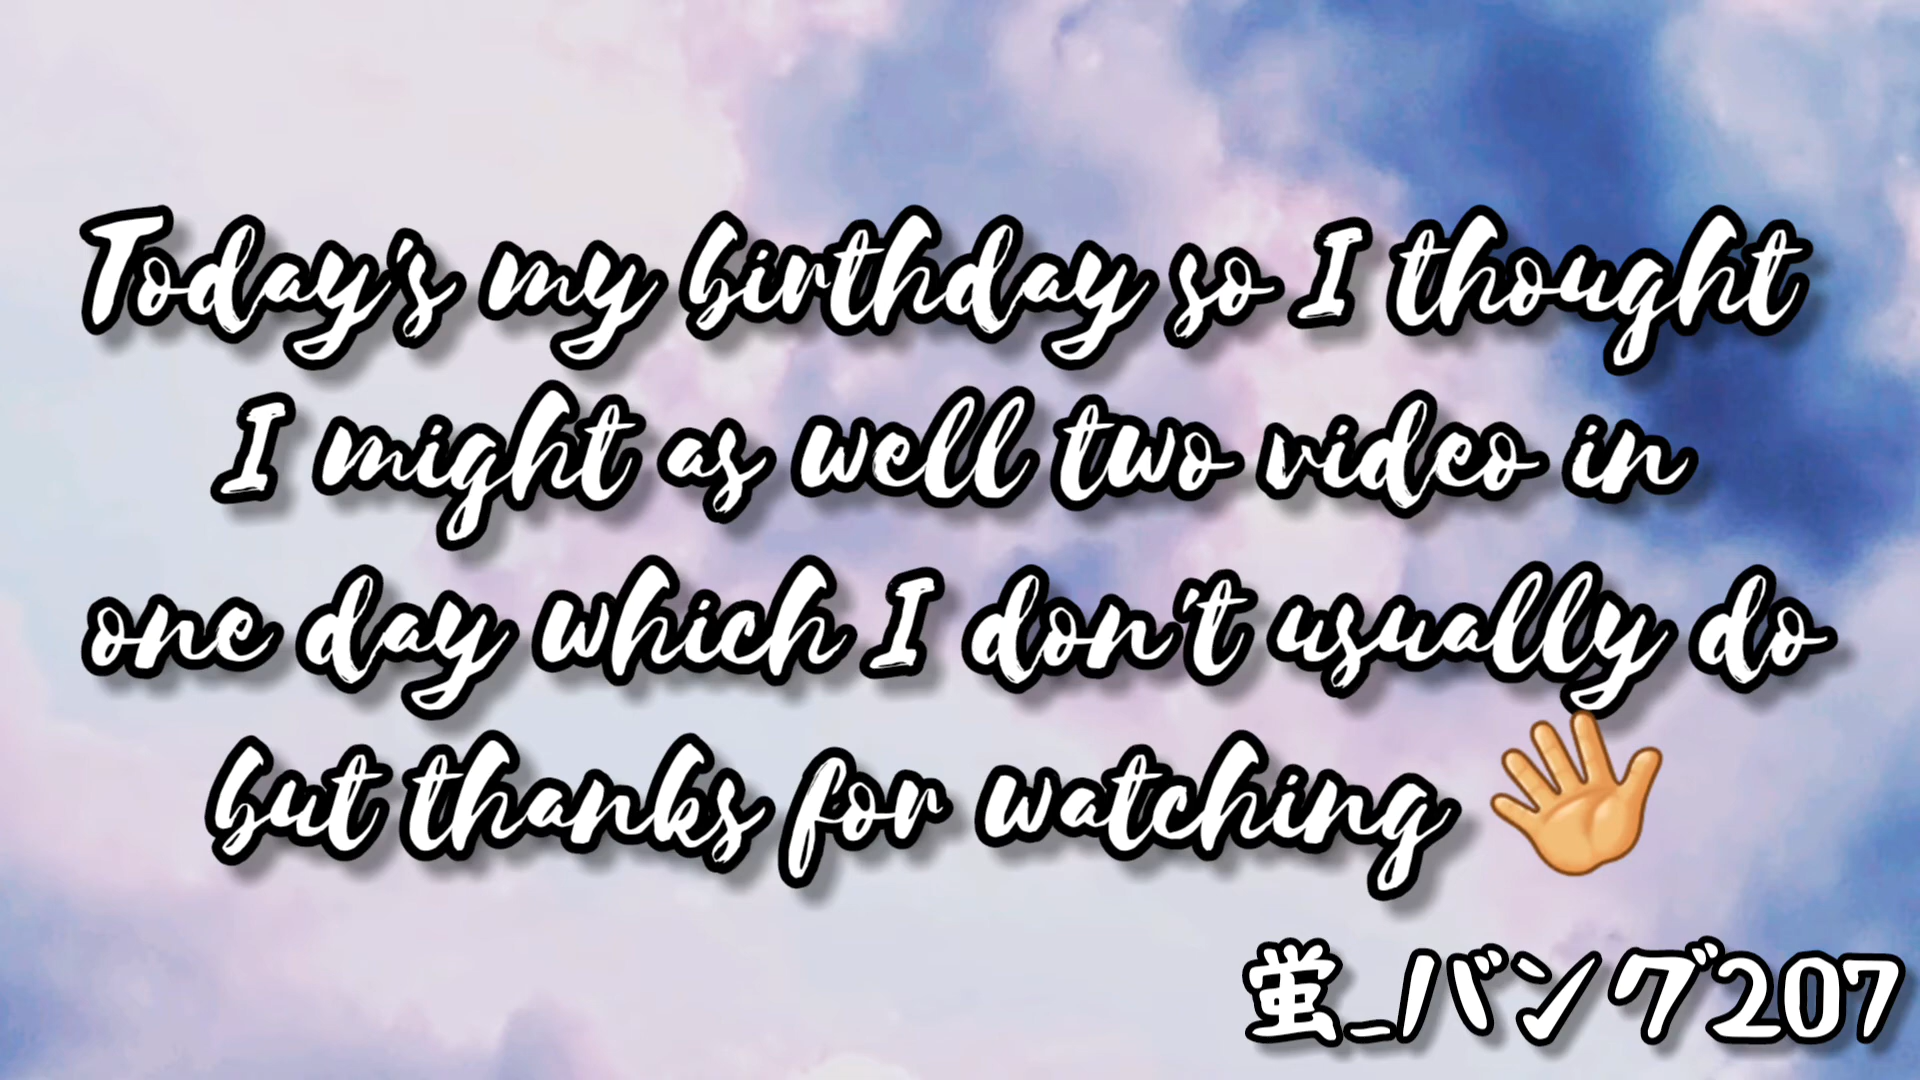 Today's my birthday so I thought
I might as well two video in
one day which I don't usually do
but thanks for watching 👋
蛍_バング207